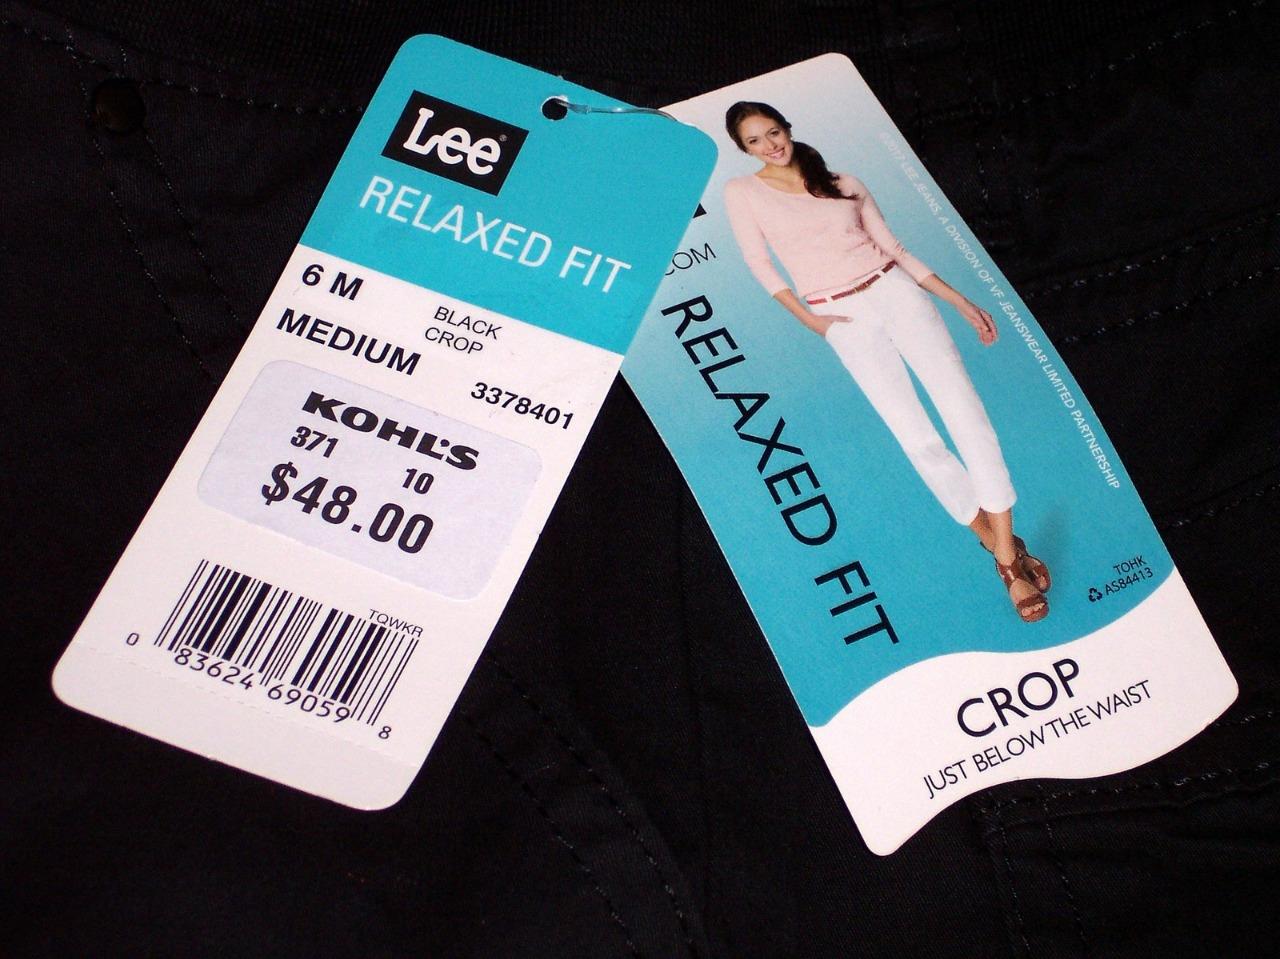 Lee®
RELAXED FIT
6 M
BLACK
CROP
MEDIUM
3378401
KOHL'S
371 10
$48.00
TQWKR
0 83624 69059 8
.COM
RELAXED FIT
©2017 LEE JEANS, A DIVISION OF VF JEANSWEAR LIMITED PARTNERSHIP
TOHK
AS84413
CROP
JUST BELOW THE WAIST